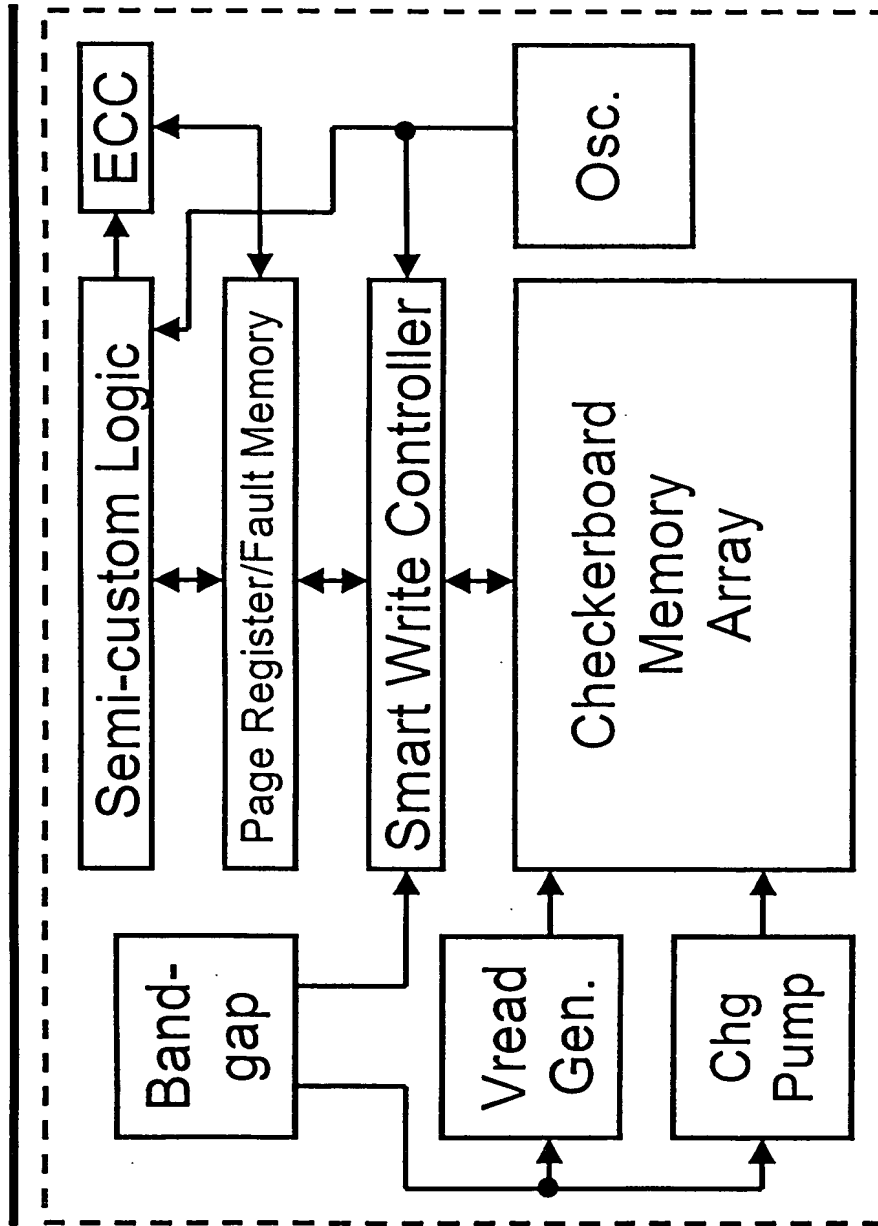 Band-
gap
Semi-custom Logic
ECC
Page Register/Fault Memory
Smart Write Controller
Vread
Gen.
Chg
Pump
Checkerboard
Memory
Array
Osc.